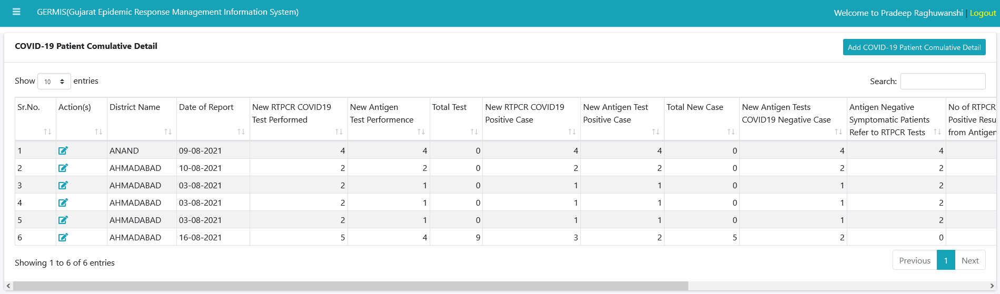 GERMIS(Gujarat Epidemic Response Management Information System)
Welcome to Pradeep Raghuwanshi | Logout
COVID-19 Patient Comulative Detail
Add COVID-19 Patient Comulative Detail
Show 10 entries
Search:
Sr.No. Action(s) District Name Date of Report New RTPCR COVID19 Test Performed New Antigen Test Performence Total Test New RTPCR COVID19 Positive Case New Antigen Test Positive Case Total New Case New Antigen Tests COVID19 Negative Case Antigen Negative Symptomatic Patients Refer to RTPCR Tests No of RTPCR Positive Resu from Antigen
1 ANAND 09-08-2021 4 4 0 4 4 0 4 4
2 AHMADABAD 10-08-2021 2 2 0 2 2 0 2 2
3 AHMADABAD 03-08-2021 2 1 0 1 1 0 1 2
4 AHMADABAD 03-08-2021 2 1 0 1 1 0 1 2
5 AHMADABAD 03-08-2021 2 1 0 1 1 0 1 2
6 AHMADABAD 16-08-2021 5 4 9 3 2 5 2 0
Showing 1 to 6 of 6 entries
Previous 1 Next